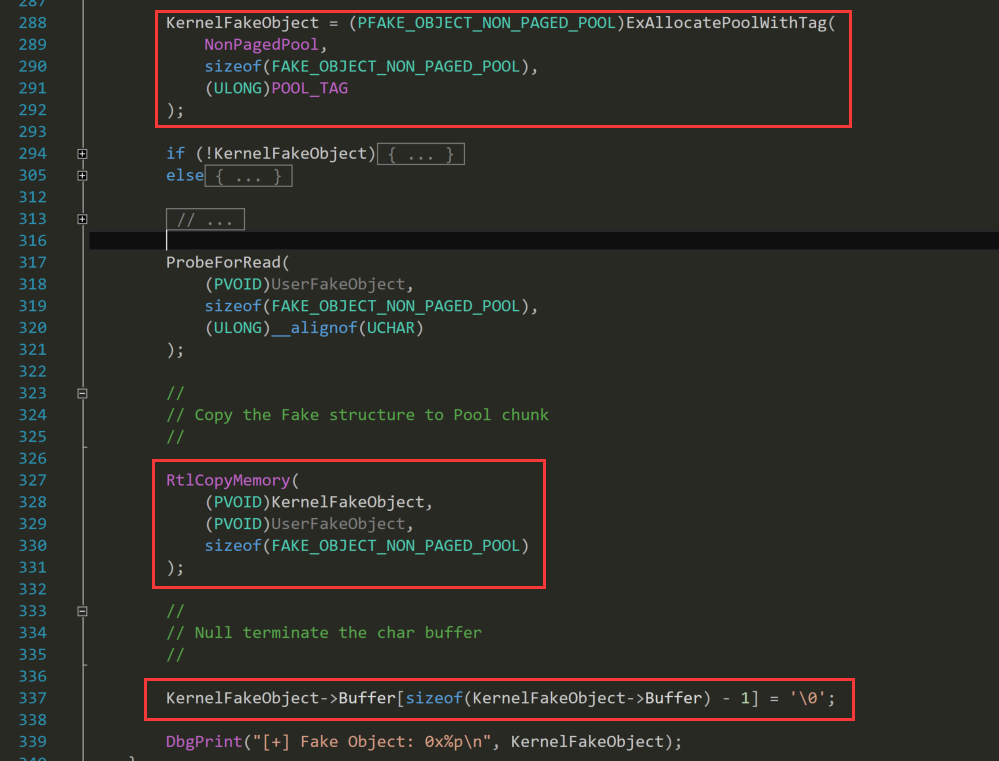 287
288 KernelFakeObject = (PFAKE_OBJECT_NON_PAGED_POOL)ExAllocatePoolWithTag(
289 NonPagedPool,
290 sizeof(FAKE_OBJECT_NON_PAGED_POOL),
291 (ULONG)POOL_TAG
292 );
293
294 if (!KernelFakeObject){ ... }
305 else{ ... }
312
313 // ...
316
317 ProbeForRead(
318 (PVOID)UserFakeObject,
319 sizeof(FAKE_OBJECT_NON_PAGED_POOL),
320 (ULONG)__alignof(UCHAR)
321 );
322
323 //
324 // Copy the Fake structure to Pool chunk
325 //
326
327 RtlCopyMemory(
328 (PVOID)KernelFakeObject,
329 (PVOID)UserFakeObject,
330 sizeof(FAKE_OBJECT_NON_PAGED_POOL)
331 );
332
333 //
334 // Null terminate the char buffer
335 //
336
337 KernelFakeObject->Buffer[sizeof(KernelFakeObject->Buffer) - 1] = '\0';
338
339 DbgPrint("[+] Fake Object: 0x%p\n", KernelFakeObject);
340 }